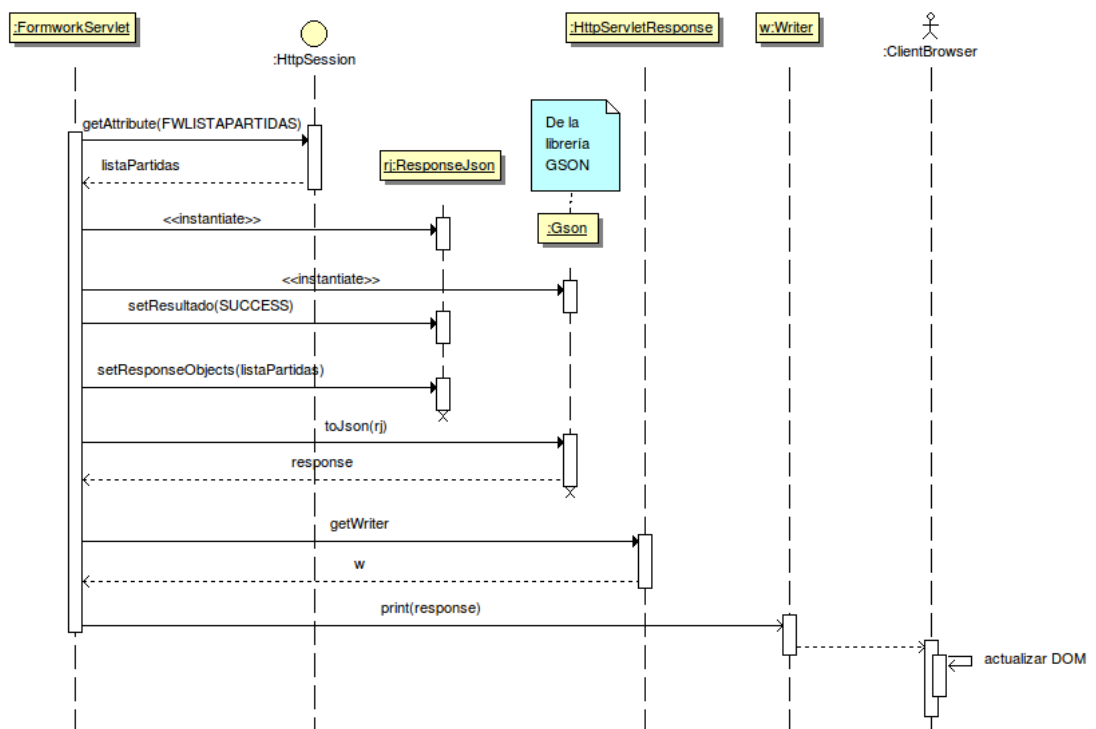 :FormworkServlet
:HttpSession
:HttpServletResponse
w:Writer
:ClientBrowser
getAttribute(FWLISTAPARTIDAS)
De la
librería
GSON
listaPartidas
rj:ResponseJson
<<instantiate>>
:Gson
<<instantiate>>
setResultado(SUCCESS)
setResponseObjects(listaPartidas)
toJson(rj)
response
getWriter
w
print(response)
actualizar DOM